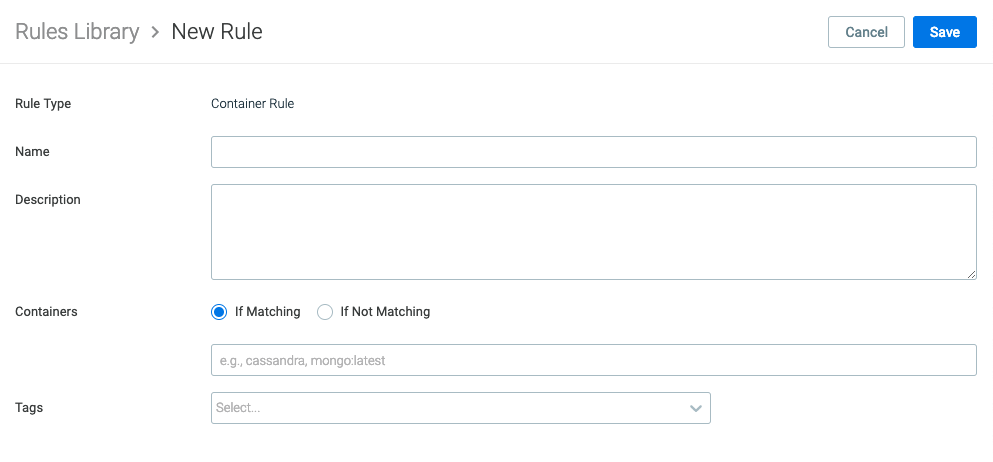 Rules Library > New Rule
Cancel
Save
Rule Type
Container Rule
Name
Description
Containers
If Matching
If Not Matching
e.g., cassandra, mongo:latest
Tags
Select...